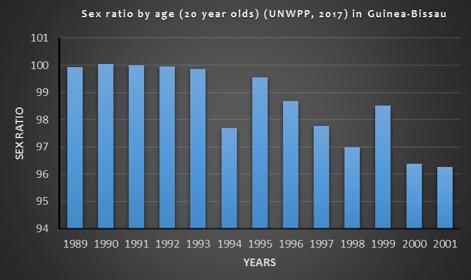 Sex ratio by age (20 year olds) (UNWPP, 2017) in Guinea-Bissau
101
100
99
98
97
96
95
94
SEX RATIO
1989 1990 1991 1992 1993 1994 1995 1996 1997 1998 1999 2000 2001
YEARS